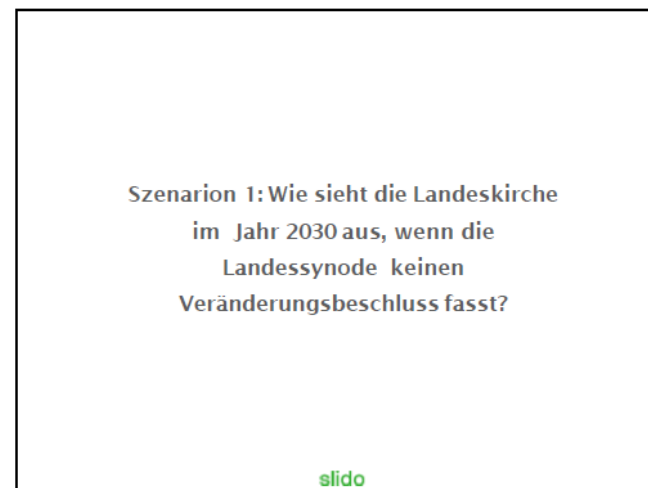 Szenarion 1: Wie sieht die Landeskirche
im Jahr 2030 aus, wenn die
Landessynode keinen
Veränderungsbeschluss fasst?
slido